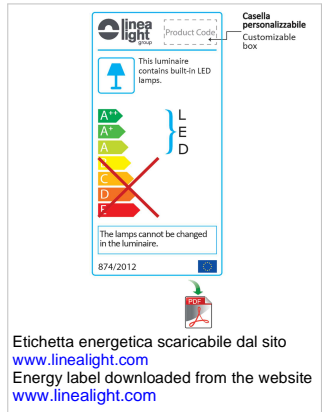 linea
light
group
Product Code
Casella
personalizzabile
Customizable
box
This luminaire
contains built-in LED
lamps.
A++
A+
A
L
E
D
C
D
E
The lamps cannot be changed
in the luminaire.
874/2012
PDF
Etichetta energetica scaricabile dal sito
www.linealight.com
Energy label downloaded from the website
www.linealight.com